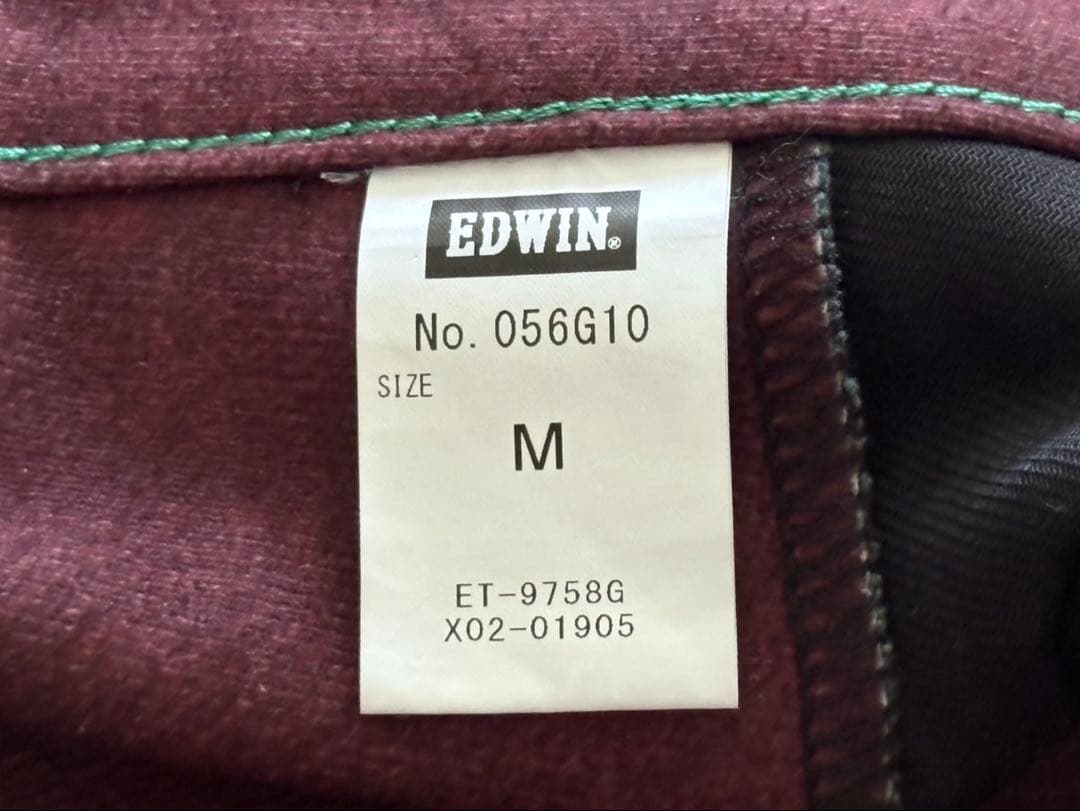 EDWIN®
No. 056G10
SIZE
M
ET-9758G
X02-01905